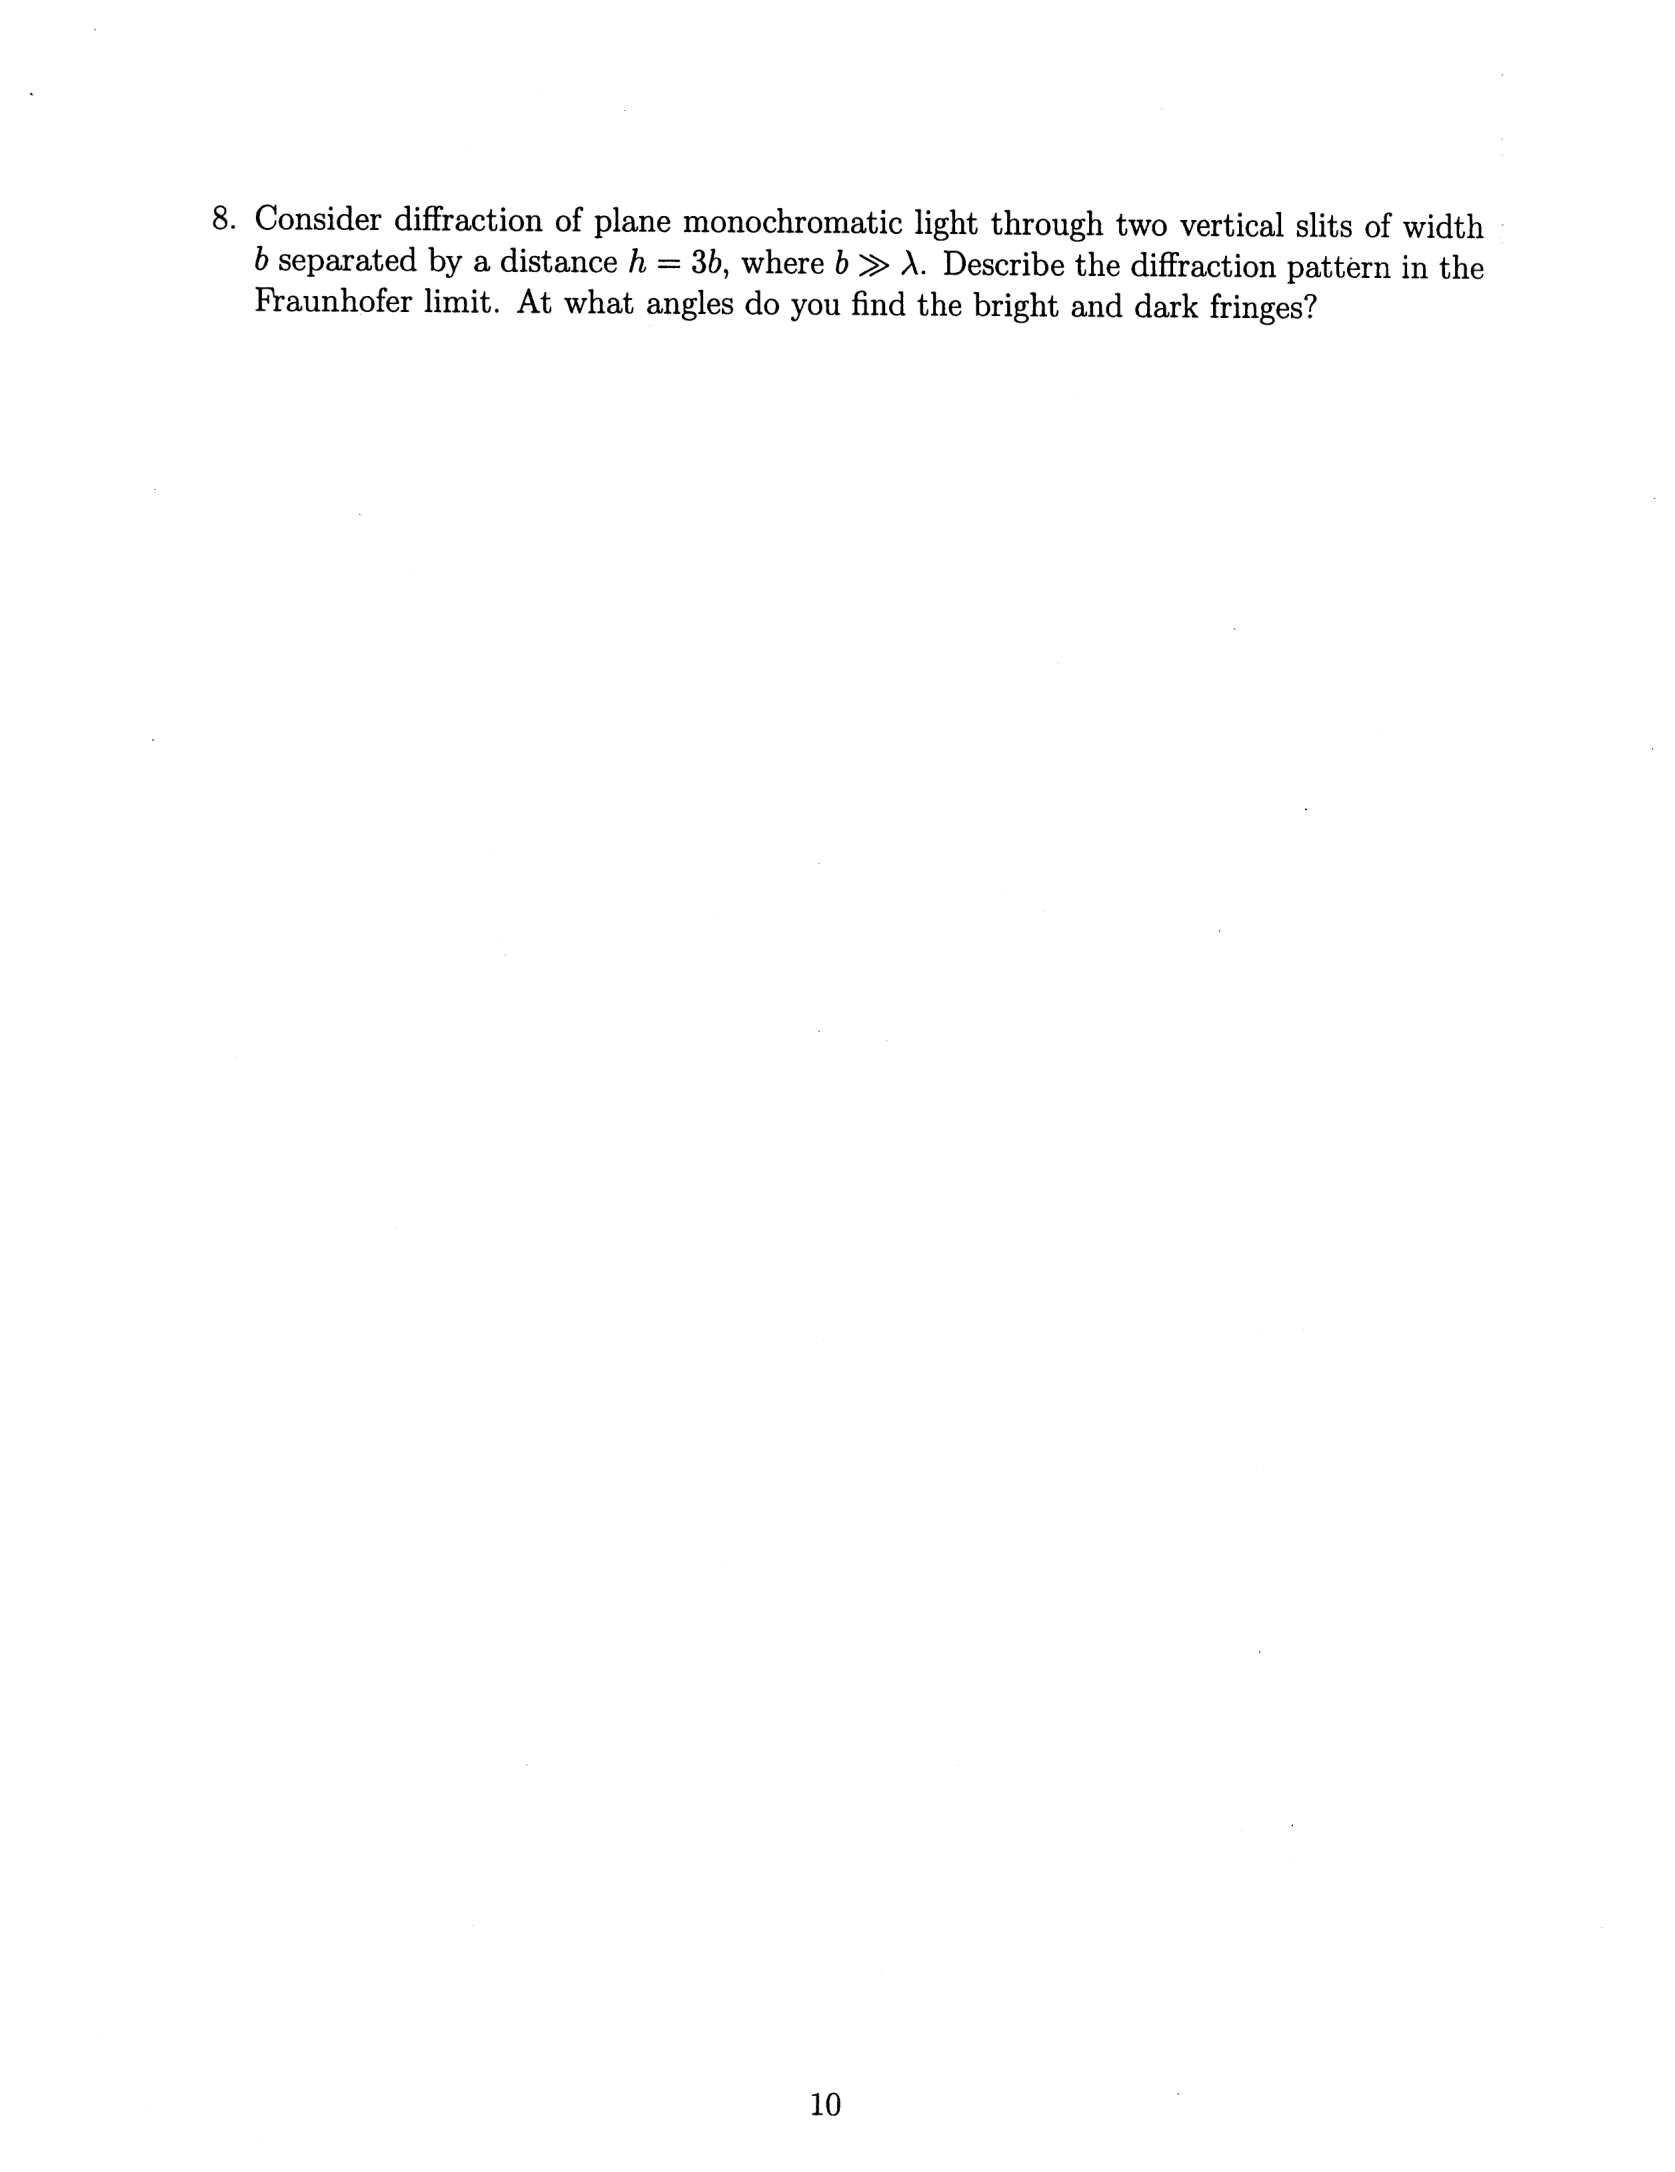 8. Consider diffraction of plane monochromatic light through two vertical slits of width
b separated by a distance h = 3b, where b ≫ λ. Describe the diffraction pattern in the
Fraunhofer limit. At what angles do you find the bright and dark fringes?
10